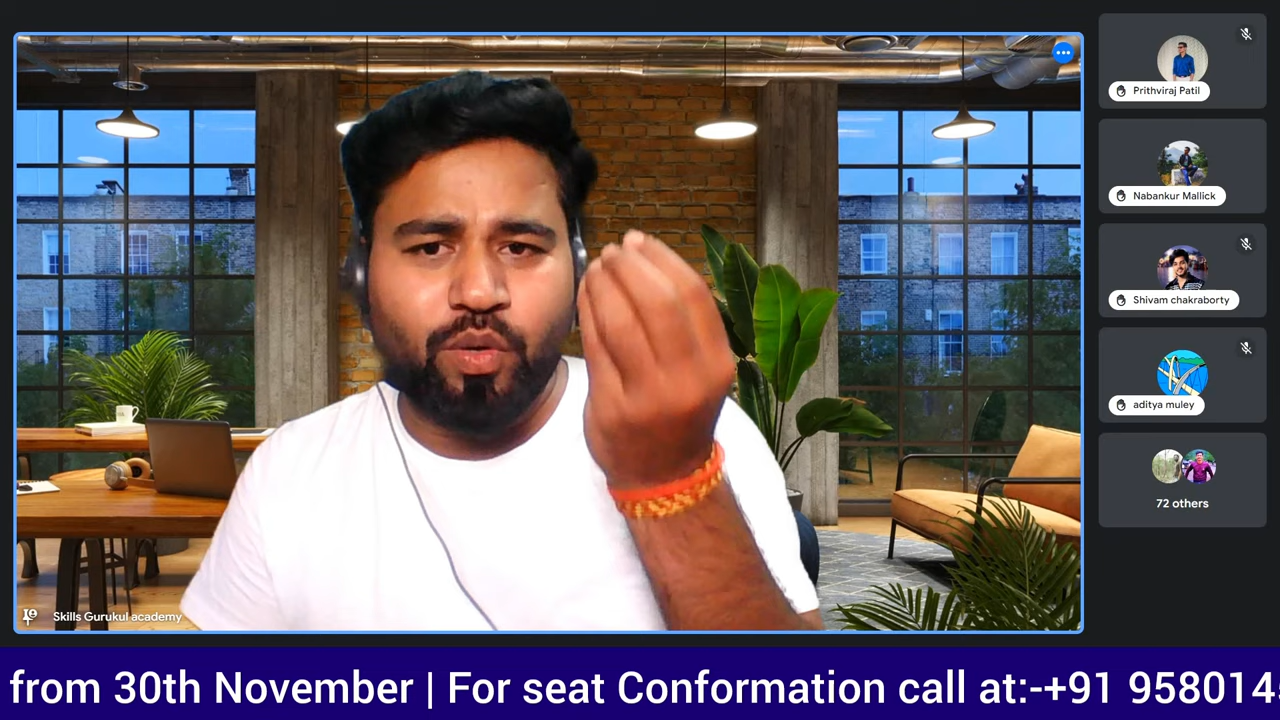 Prithviraj Patil
Nabankur Mallick
Shivam chakraborty
aditya muley
72 others
Skills Gurukul academy
from 30th November | For seat Conformation call at:-+91 958014